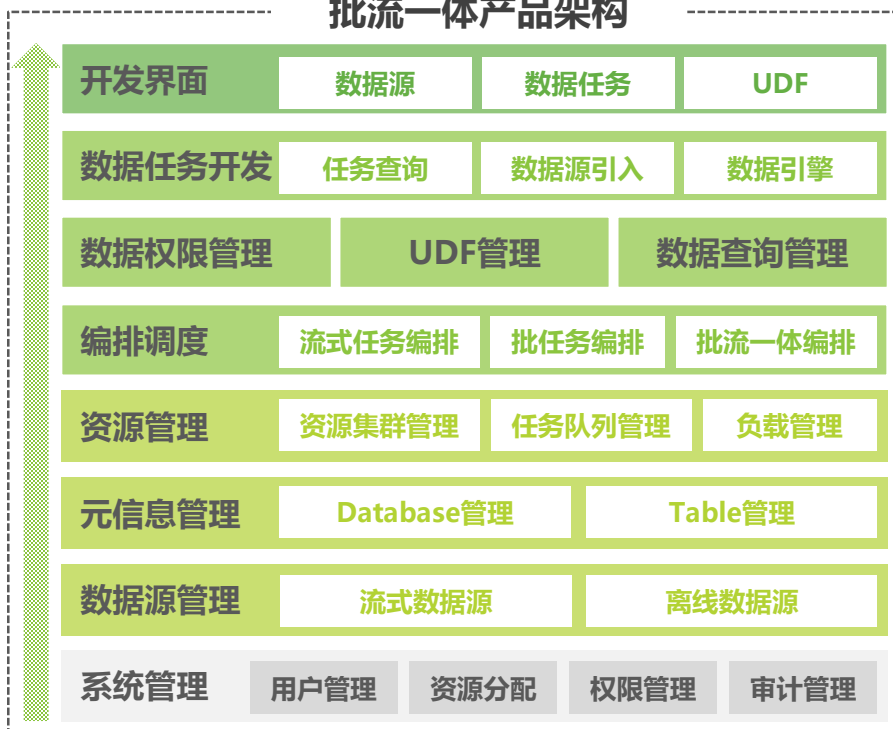 批流一体产品架构
开发界面 数据源 数据任务 UDF
数据任务开发 任务查询 数据源引入 数据引擎
数据权限管理 UDF管理 数据查询管理
编排调度 流式任务编排 批任务编排 批流一体编排
资源管理 资源集群管理 任务队列管理 负载管理
元信息管理 Database管理 Table管理
数据源管理 流式数据源 离线数据源
系统管理 用户管理 资源分配 权限管理 审计管理